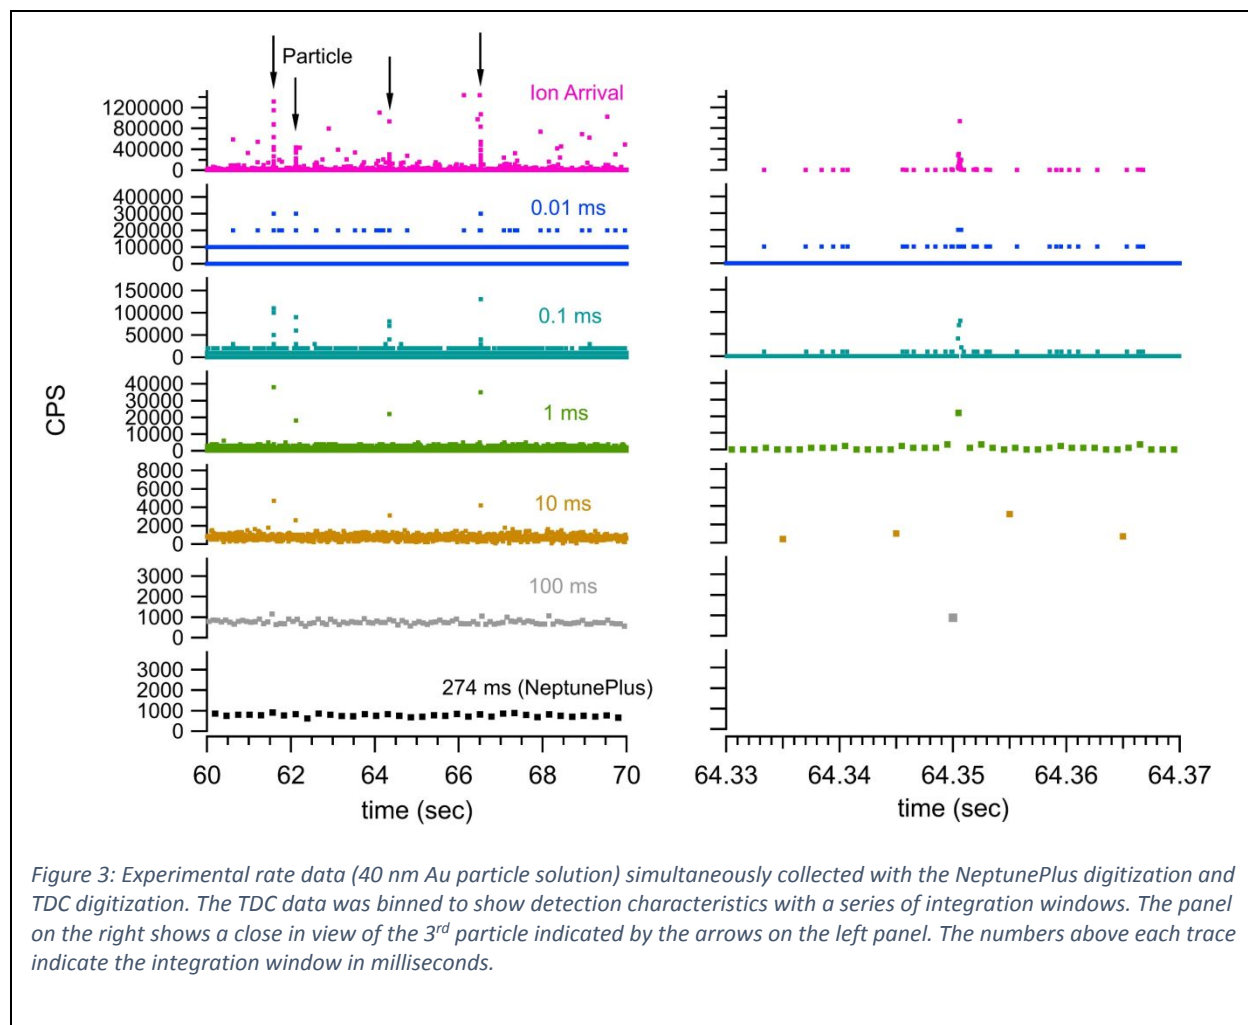 Particle
Ion Arrival
1200000
800000
400000
0
0.01 ms
400000
300000
200000
100000
0
0.1 ms
150000
100000
50000
0
CPS
1 ms
40000
30000
20000
10000
0
10 ms
8000
6000
4000
2000
0
100 ms
3000
2000
1000
0
274 ms (NeptunePlus)
3000
2000
1000
0
60 62 64 66 68 70
time (sec)
64.33 64.34 64.35 64.36 64.37
time (sec)
Figure 3: Experimental rate data (40 nm Au particle solution) simultaneously collected with the NeptunePlus digitization and
TDC digitization. The TDC data was binned to show detection characteristics with a series of integration windows. The panel
on the right shows a close in view of the 3rd particle indicated by the arrows on the left panel. The numbers above each trace
indicate the integration window in milliseconds.